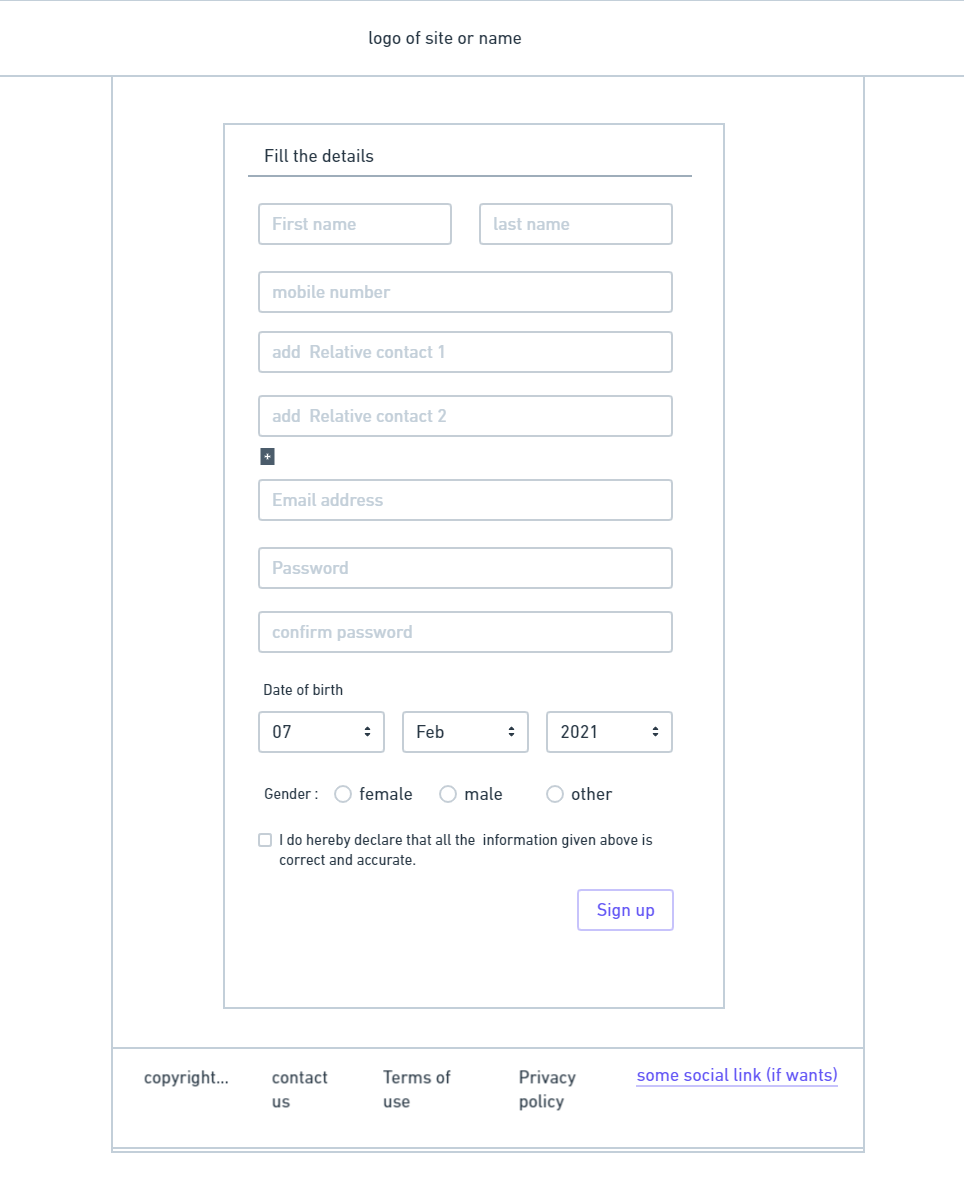 logo of site or name
Fill the details
First name
last name
mobile number
add  Relative contact 1
add  Relative contact 2
+
Email address
Password
confirm password
Date of birth
07
Feb
2021
Gender :
female
male
other
I do hereby declare that all the  information given above is
correct and accurate.
Sign up
copyright...
contact
us
Terms of
use
Privacy
policy
some social link (if wants)